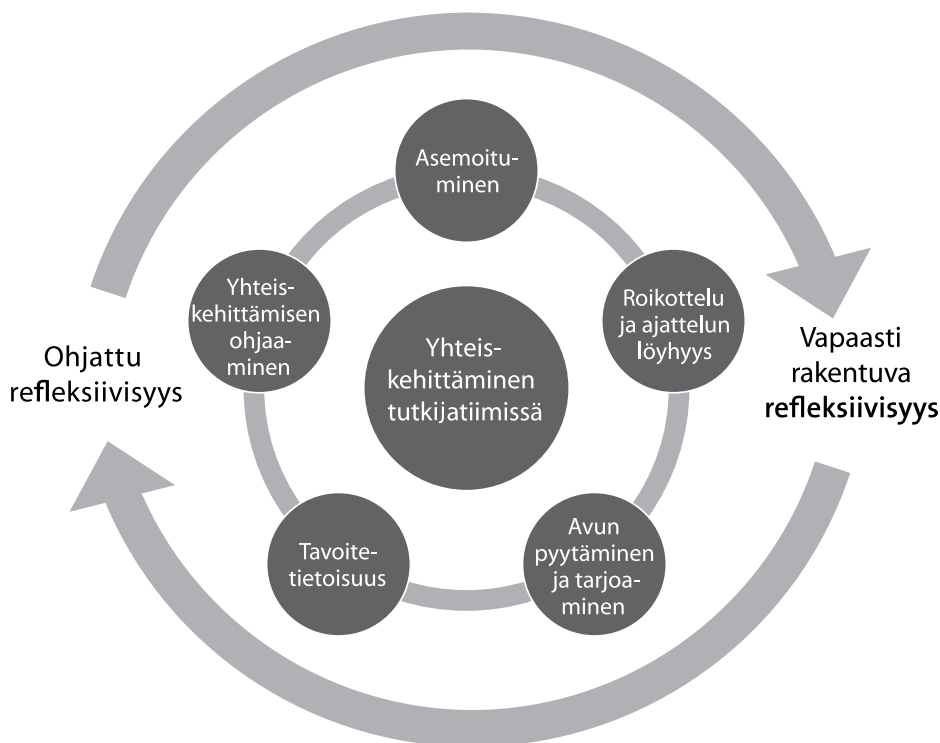 Asemoitu-
minen
Yhteis-
kehittämisen
ohjaa-
minen
Roikottelu
ja ajattelun
löyhyys
Ohjattu
refleksiivisyys
Yhteis-
kehittäminen
tutkijatiimissä
Vapaasti
rakentuva
refleksiivisyys
Tavoite-
tietoisuus
Avun
pyytäminen
ja tarjoa-
minen